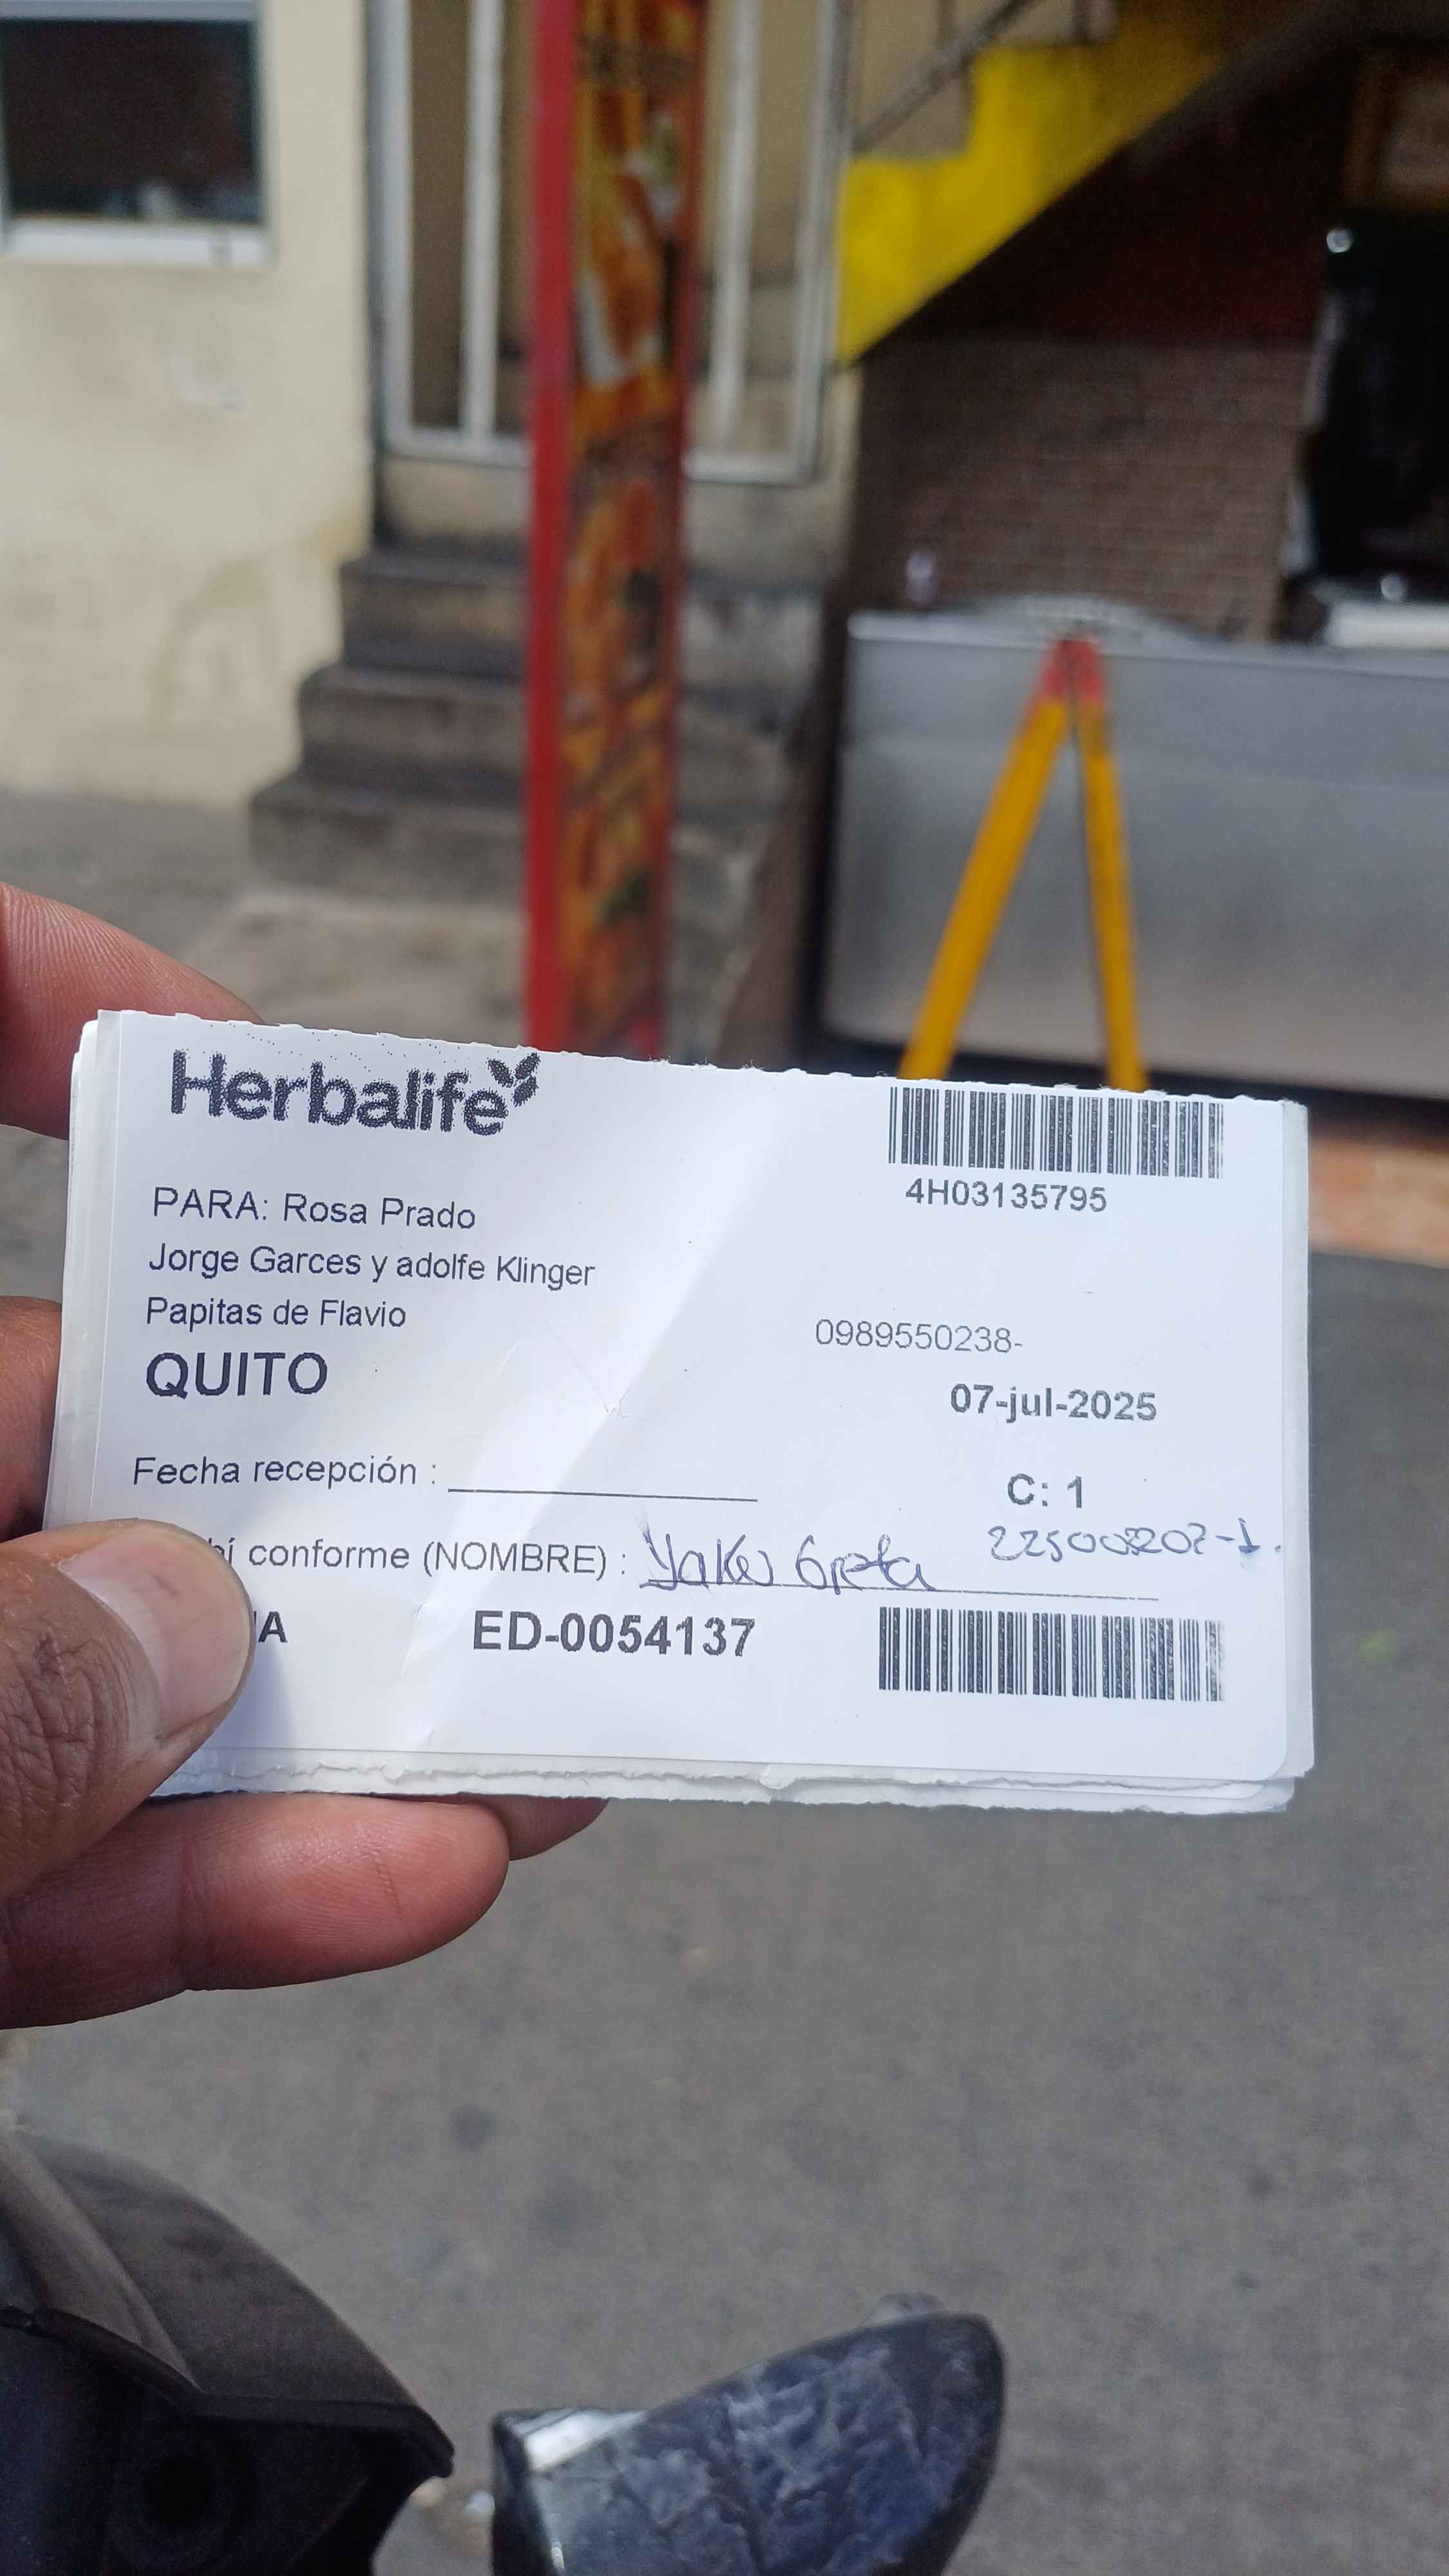 Herbalife
4H03135795
PARA: Rosa Prado
Jorge Garces y adolfe Klinger
Papitas de Flavio
0989550238-
QUITO
07-jul-2025
Fecha recepción :
C: 1
bí conforme (NOMBRE) :
A ED-0054137